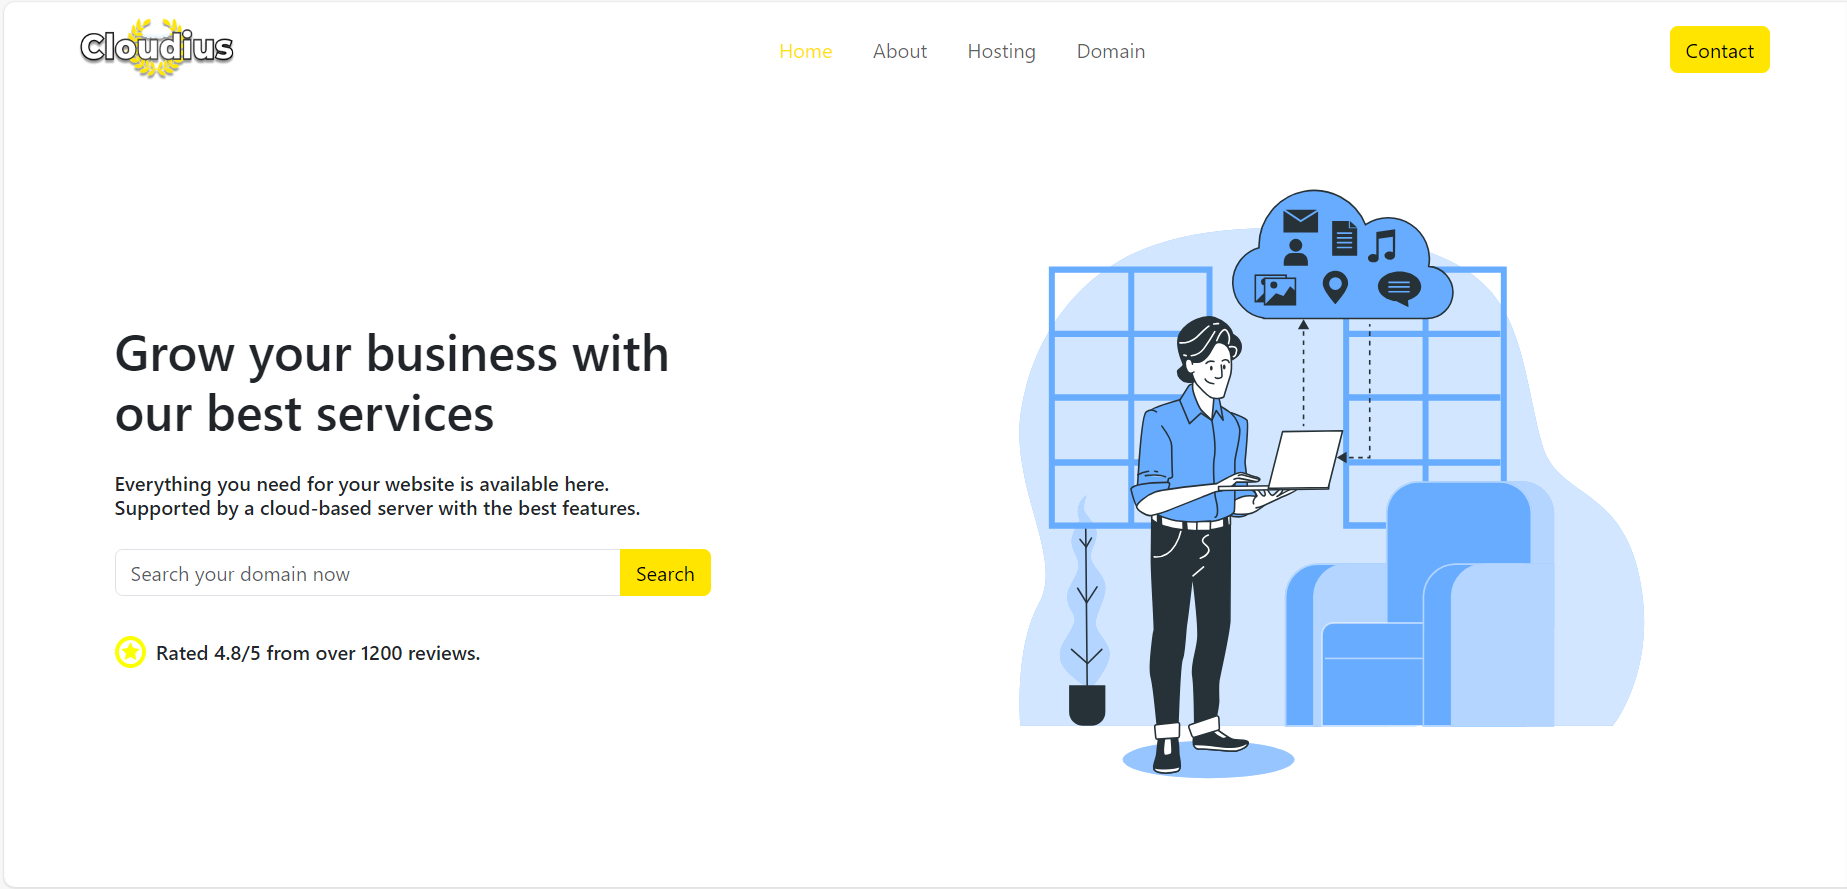 Cloudius
Home About Hosting Domain
Contact
Grow your business with
our best services
Everything you need for your website is available here.
Supported by a cloud-based server with the best features.
Search your domain now
Search
Rated 4.8/5 from over 1200 reviews.